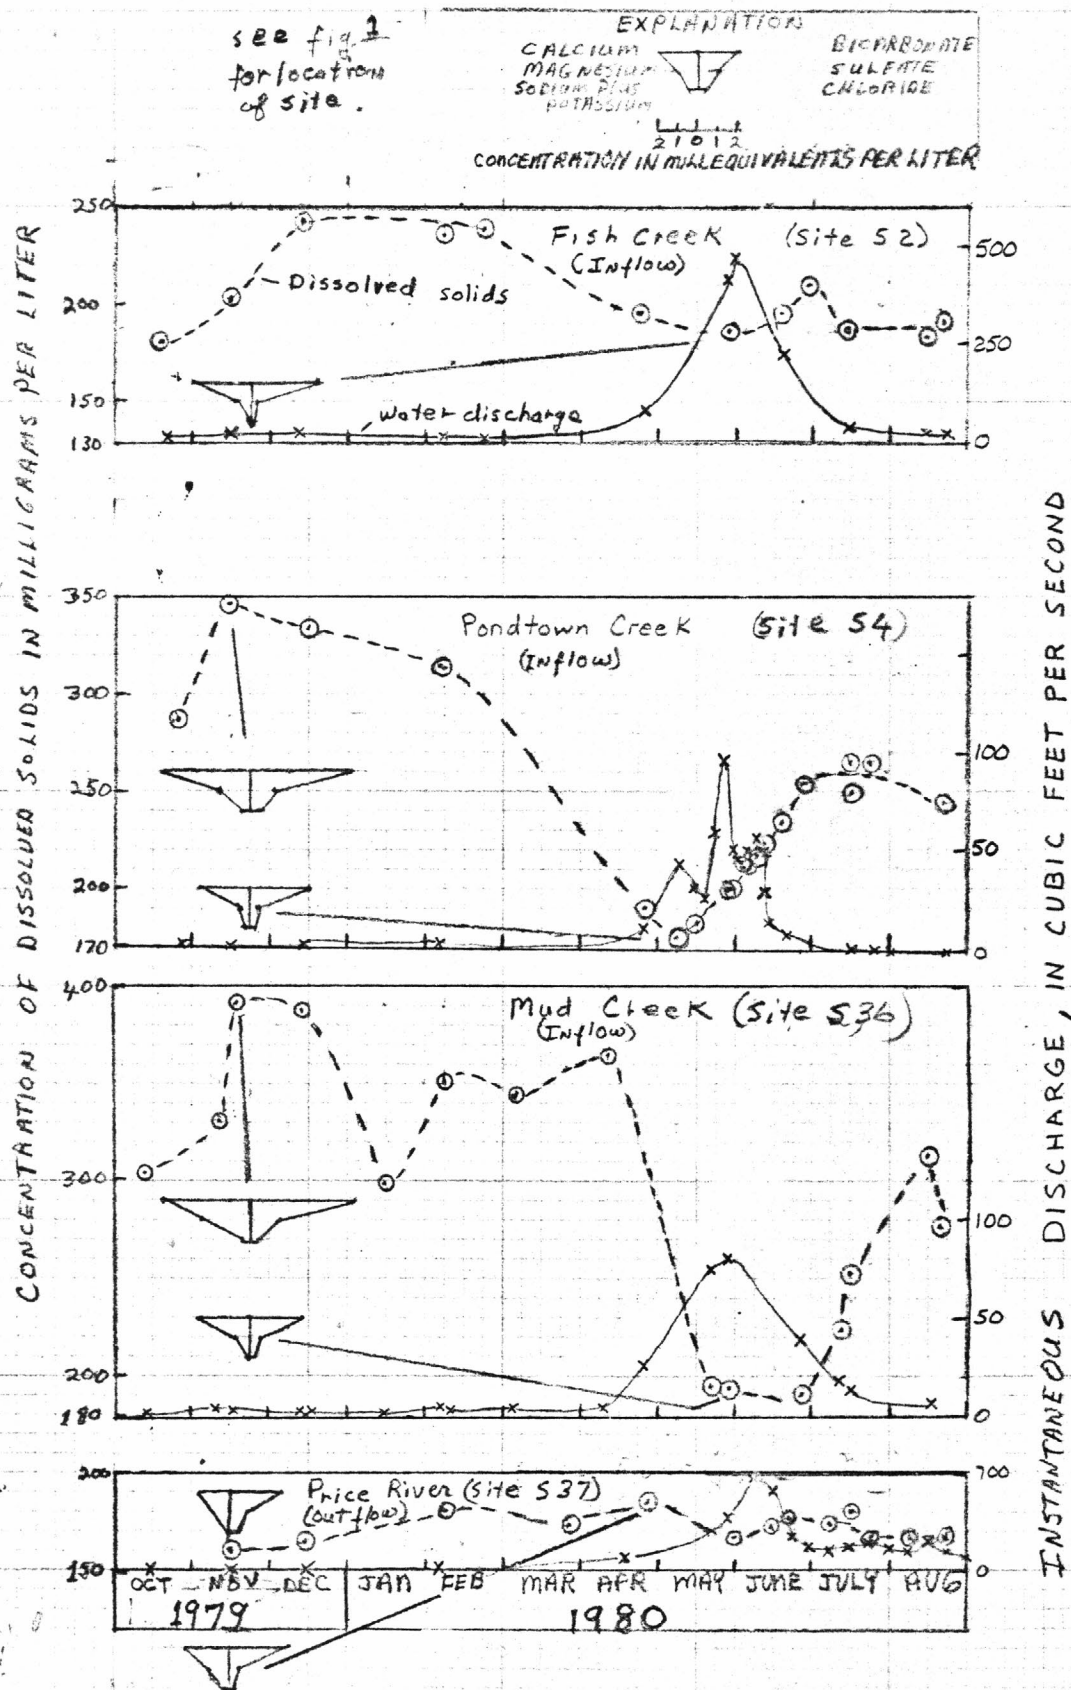 see fig 1
for locations
of site.
EXPLANATION
CALCIUM
MAGNESIUM
SODIUM PLUS
POTASSIUM
BICARBONATE
SULFATE
CHLORIDE
2 1 0 1 2
CONCENTRATION IN MILLEQUIVALENTS PER LITER
CONCENTRATION OF DISSOLVED SOLIDS IN MILLIGRAMS PER LITER
250
200
150
130
Fish Creek (Site S2)
(Inflow)
Dissolved solids
Water discharge
500
250
0
350
300
250
200
170
Pondtown Creek (Site S4)
(Inflow)
100
50
0
400
300
200
180
Mud Creek (Site S36)
(Inflow)
100
50
0
200
150
Price River (Site S37)
(outflow)
700
0
OCT NOV DEC JAN FEB MAR APR MAY JUNE JULY AUG
1979 1980
INSTANTANEOUS DISCHARGE, IN CUBIC FEET PER SECOND